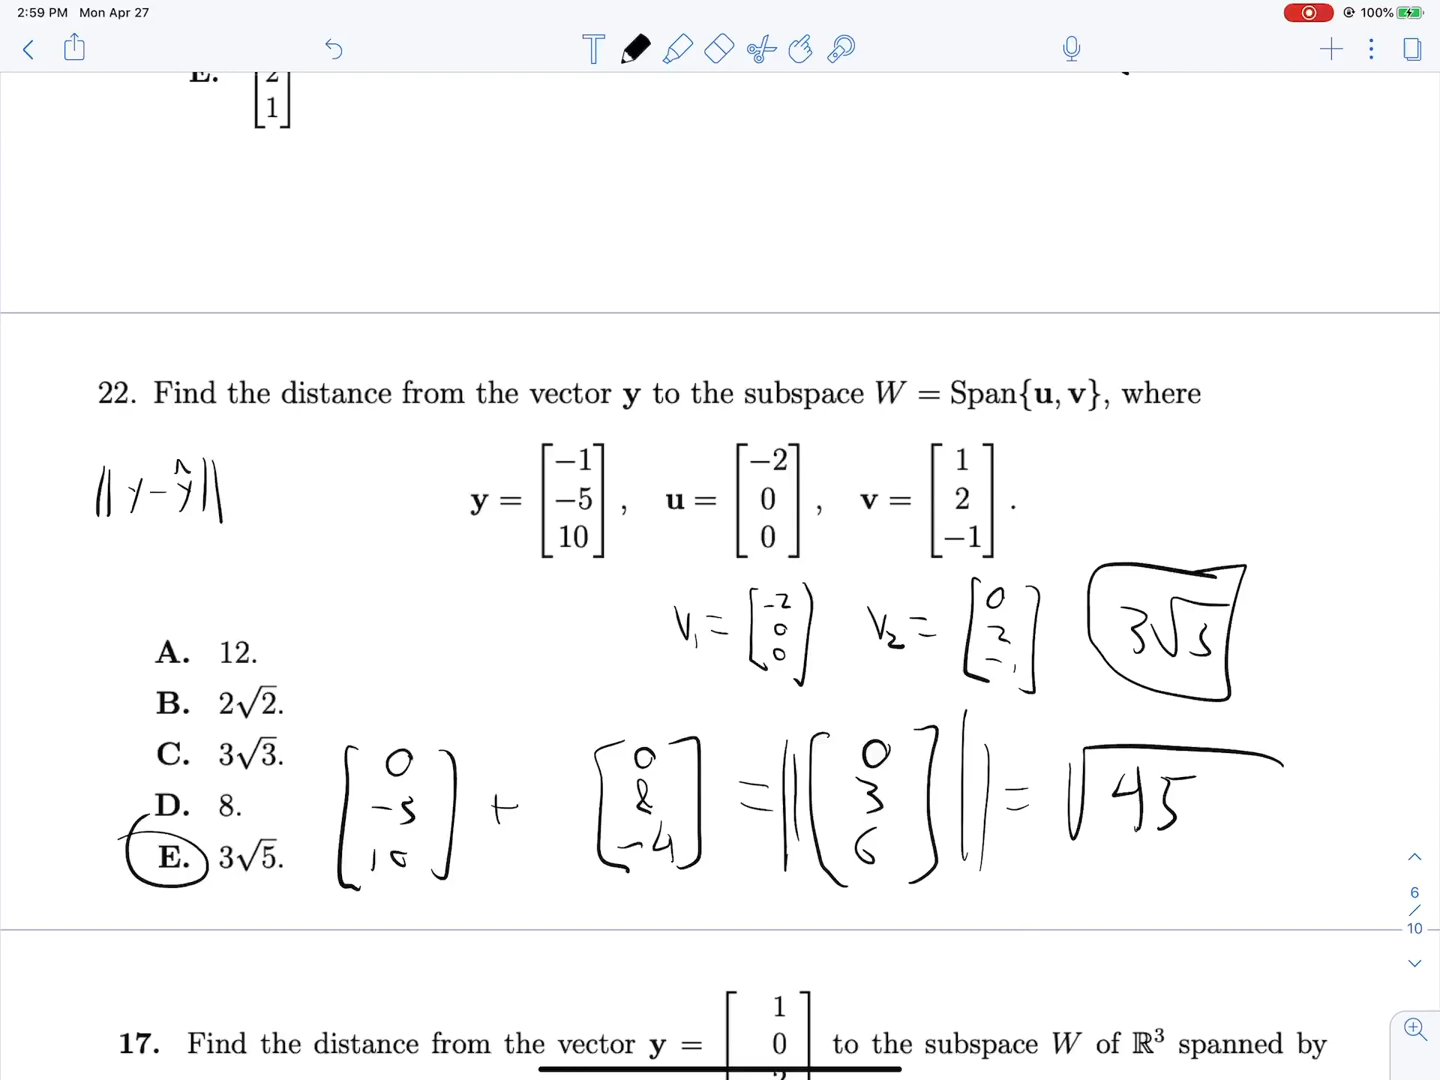 2:59 PM Mon Apr 27 100%
E. [2 1]
22. Find the distance from the vector y to the subspace W = Span{u, v}, where
||y - ŷ||
y = [-1 -5 10], u = [-2 0 0], v = [1 2 -1].
v₁ = [-2 0 0] v₂ = [0 2 -1] 3√3
A. 12.
B. 2√2.
C. 3√3.
D. 8.
E. 3√5.
[0 -5 10] + [0 8 -4] = ||[0 3 6]|| = √45
6 / 10
17. Find the distance from the vector y = [1 0 to the subspace W of ℝ³ spanned by